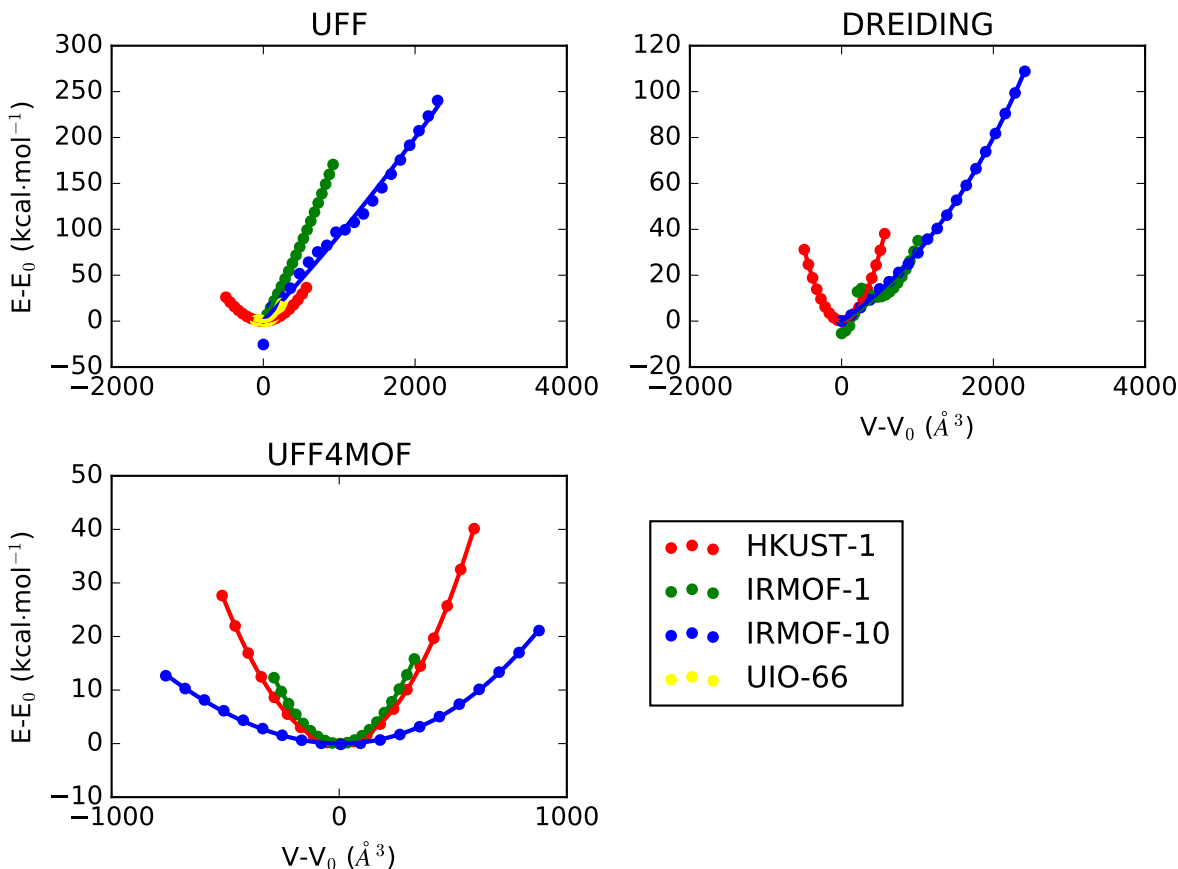 UFF
300
250
200
150
100
50
0
−50
−2000 0 2000 4000
E-E₀ (kcal·mol⁻¹)
DREIDING
120
100
80
60
40
20
0
−20
−2000 0 2000 4000
V-V₀ (Å³)
UFF4MOF
50
40
30
20
10
0
−10
−1000 0 1000
E-E₀ (kcal·mol⁻¹)
V-V₀ (Å³)
HKUST-1
IRMOF-1
IRMOF-10
UIO-66